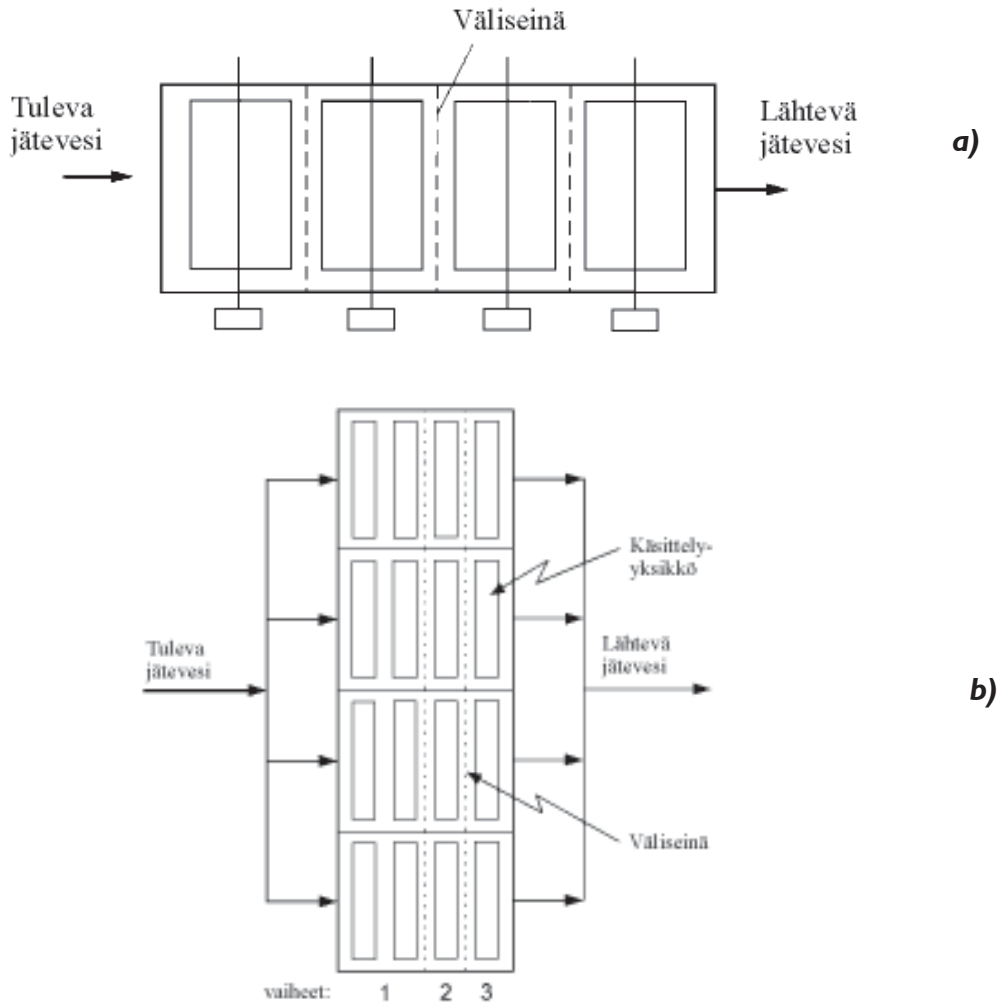 Väliseinä
Tuleva
jätevesi
Lähtevä
jätevesi
a)
Käsittely-
yksikkö
Tuleva
jätevesi
Lähtevä
jätevesi
b)
Väliseinä
vaiheet: 1 2 3